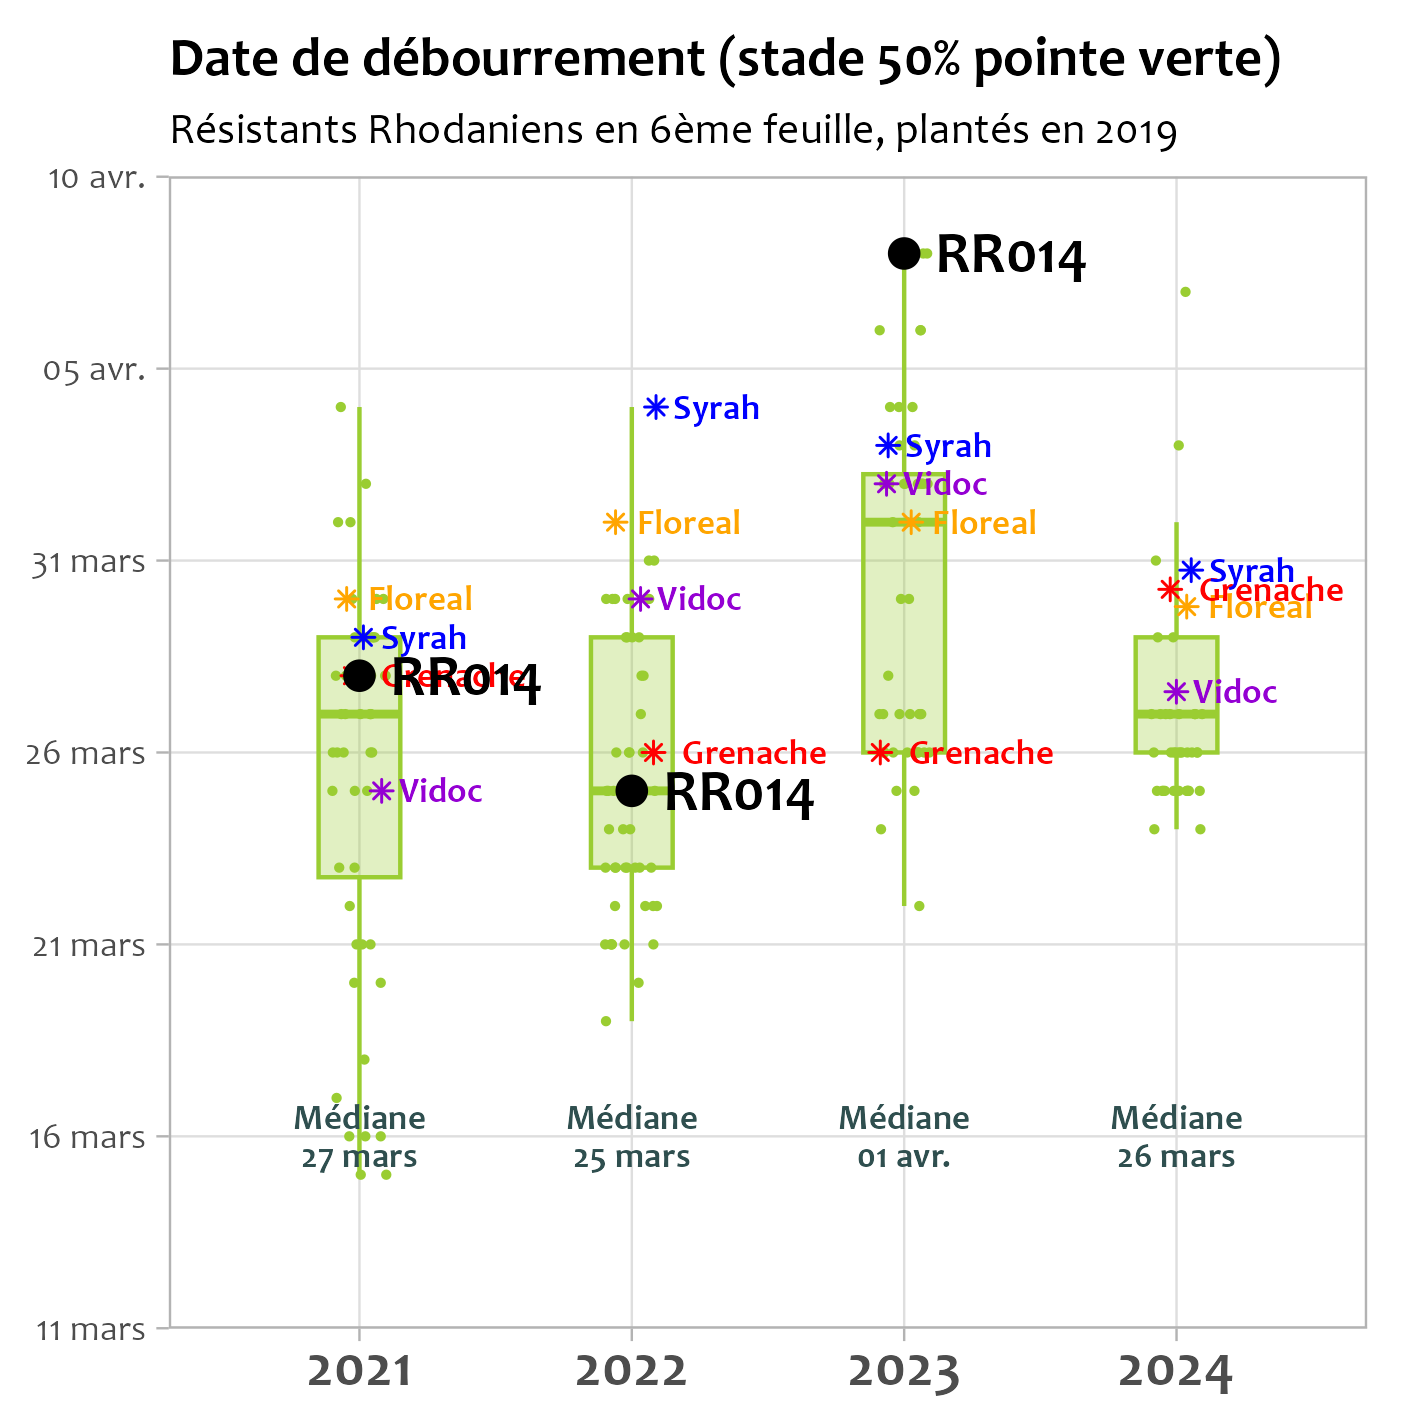 Date de débourrement (stade 50% pointe verte)
Résistants Rhodaniens en 6ème feuille, plantés en 2019
10 avr.
RR014
05 avr.
Syrah
Syrah
Vidoc
Floreal
Floreal
31 mars
Syrah
Grenache
Floreal
Floreal
Vidoc
Syrah
Grenache
RR014
Vidoc
26 mars
Grenache
Grenache
Vidoc
RR014
21 mars
16 mars
Médiane
27 mars
Médiane
25 mars
Médiane
01 avr.
Médiane
26 mars
11 mars
2021
2022
2023
2024